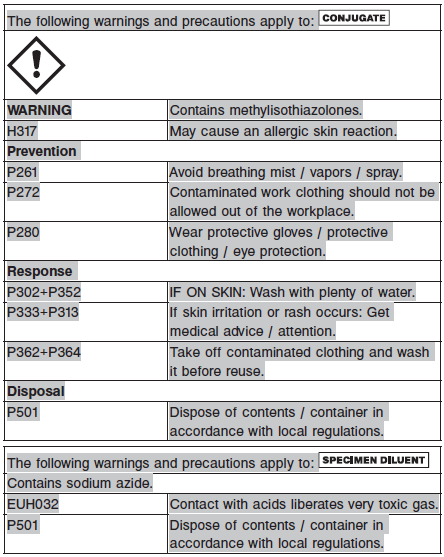 The following warnings and precautions apply to: CONJUGATE
WARNING Contains methylisothiazolones.
H317 May cause an allergic skin reaction.
Prevention
P261 Avoid breathing mist / vapors / spray.
P272 Contaminated work clothing should not be
allowed out of the workplace.
P280 Wear protective gloves / protective
clothing / eye protection.
Response
P302+P352 IF ON SKIN: Wash with plenty of water.
P333+P313 If skin irritation or rash occurs: Get
medical advice / attention.
P362+P364 Take off contaminated clothing and wash
it before reuse.
Disposal
P501 Dispose of contents / container in
accordance with local regulations.
The following warnings and precautions apply to: SPECIMEN DILUENT
Contains sodium azide.
EUH032 Contact with acids liberates very toxic gas.
P501 Dispose of contents / container in
accordance with local regulations.